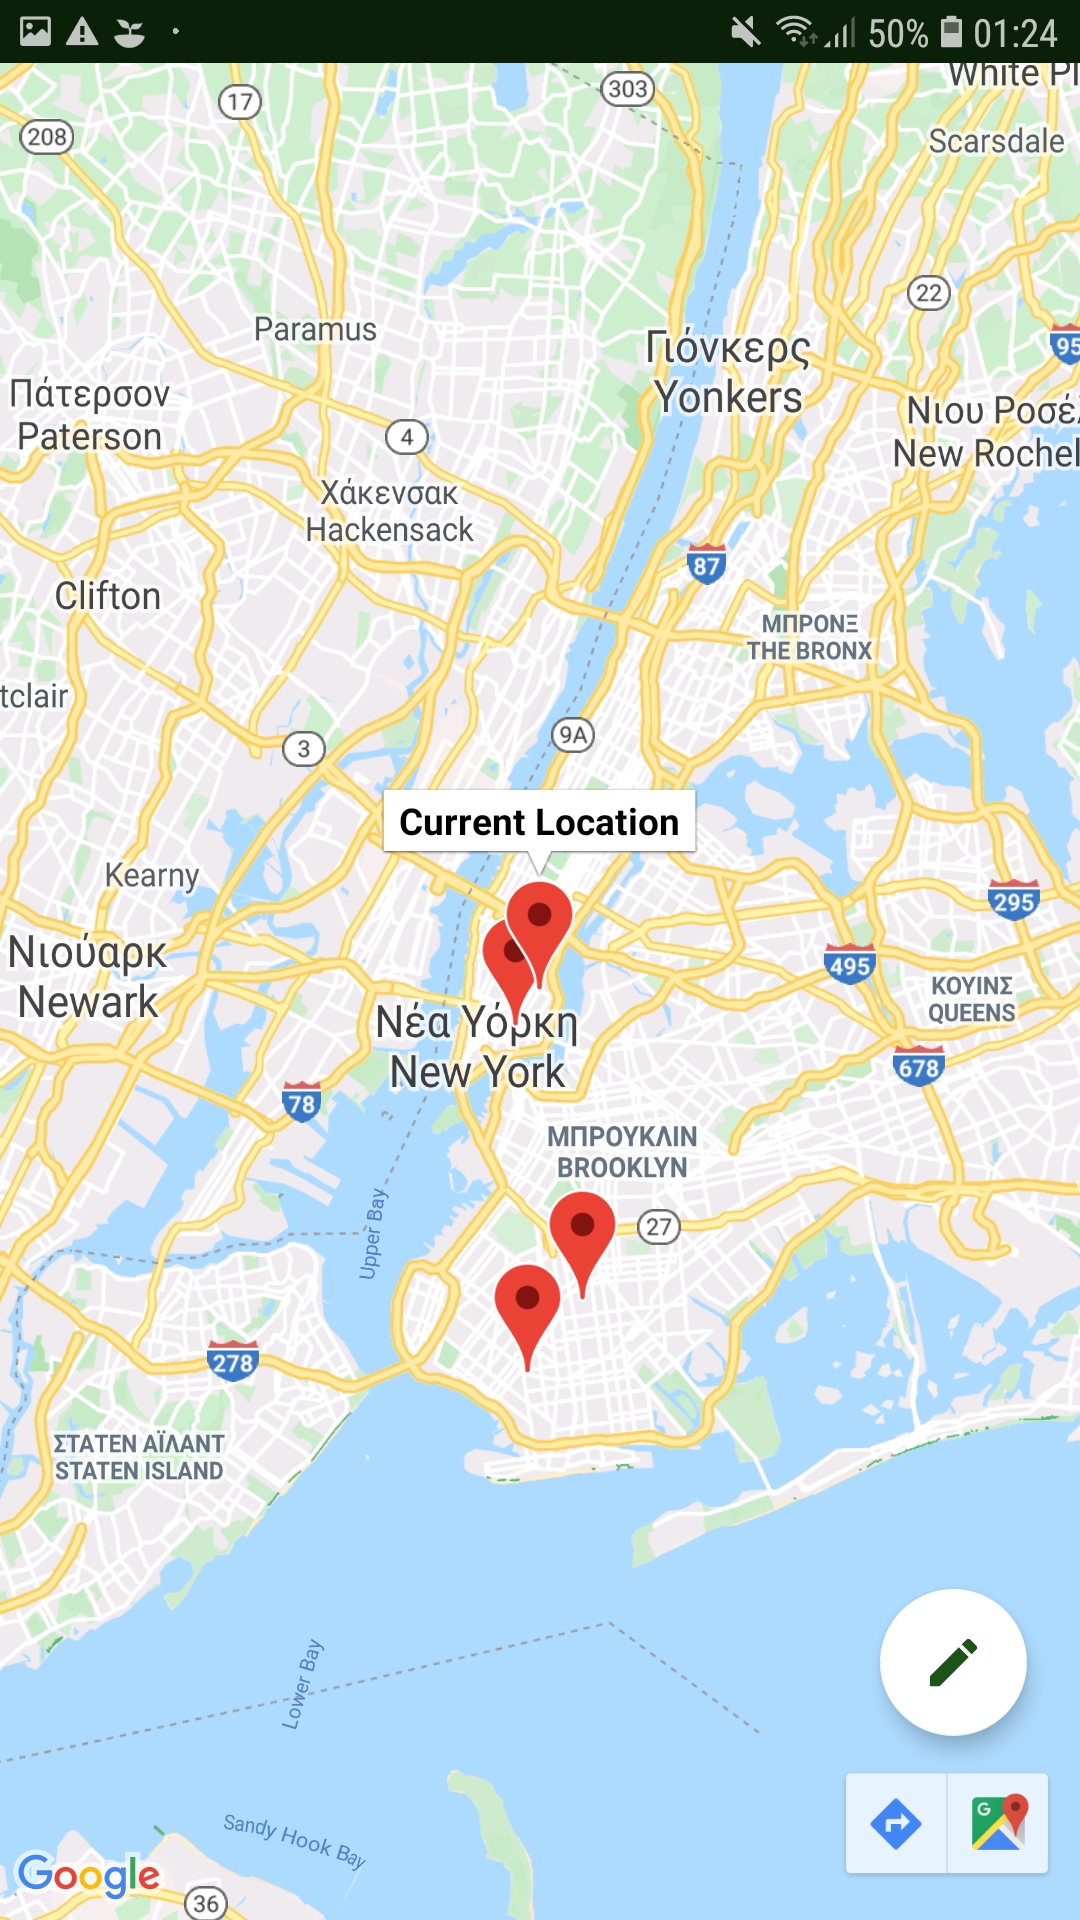 50% 01:24
White Pl
303
17
208
Scarsdale
22
Paramus
Γιόνκερς
Yonkers
95
Πάτερσον
Paterson
Νιου Ροσέλ
New Rochel
4
Χάκενσακ
Hackensack
87
Clifton
ΜΠΡΟΝΞ
THE BRONX
tclair
9A
3
Current Location
Kearny
295
Νιούαρκ
Newark
495
ΚΟΥΙΝΣ
QUEENS
Νέα Υόρκη
New York
678
78
ΜΠΡΟΥΚΛΙΝ
BROOKLYN
Upper Bay
27
278
ΣΤΑΤΕΝ ΑΪΛΑΝΤ
STATEN ISLAND
Lower Bay
Sandy Hook Bay
G
Google
36